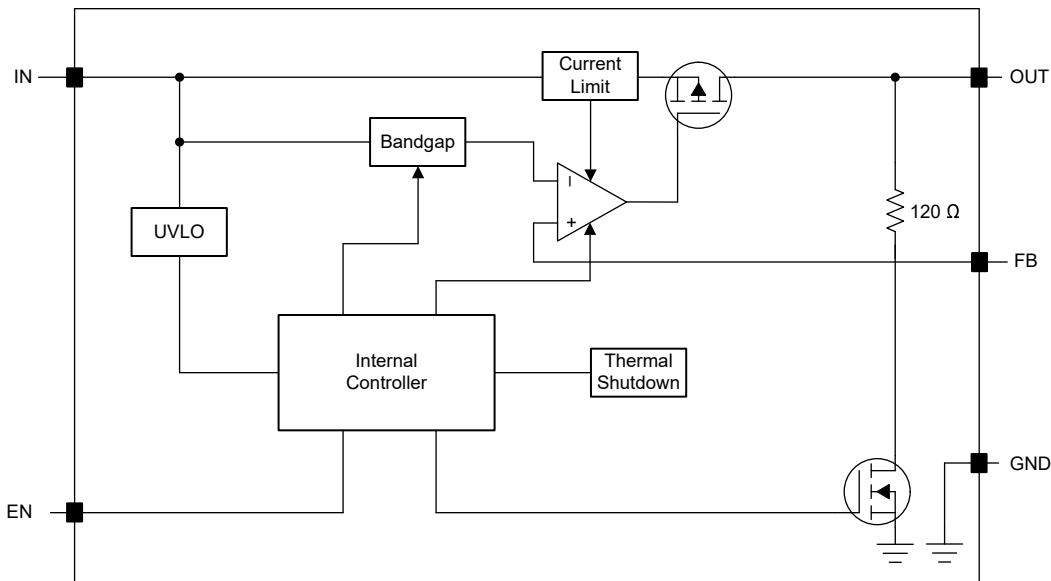 Current
Limit
IN
OUT
Bandgap
–
+
120 Ω
UVLO
FB
Internal
Controller
Thermal
Shutdown
GND
EN